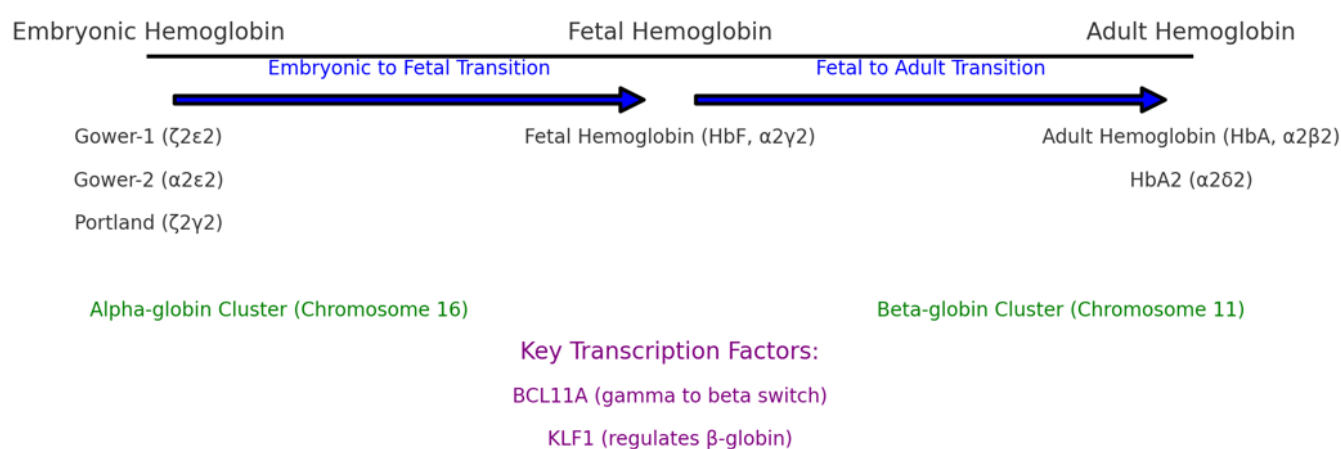 Embryonic Hemoglobin
Fetal Hemoglobin
Adult Hemoglobin
Embryonic to Fetal Transition
Fetal to Adult Transition
Gower-1 (ζ2ε2)
Fetal Hemoglobin (HbF, α2γ2)
Adult Hemoglobin (HbA, α2β2)
Gower-2 (α2ε2)
HbA2 (α2δ2)
Portland (ζ2γ2)
Alpha-globin Cluster (Chromosome 16)
Beta-globin Cluster (Chromosome 11)
Key Transcription Factors:
BCL11A (gamma to beta switch)
KLF1 (regulates β-globin)